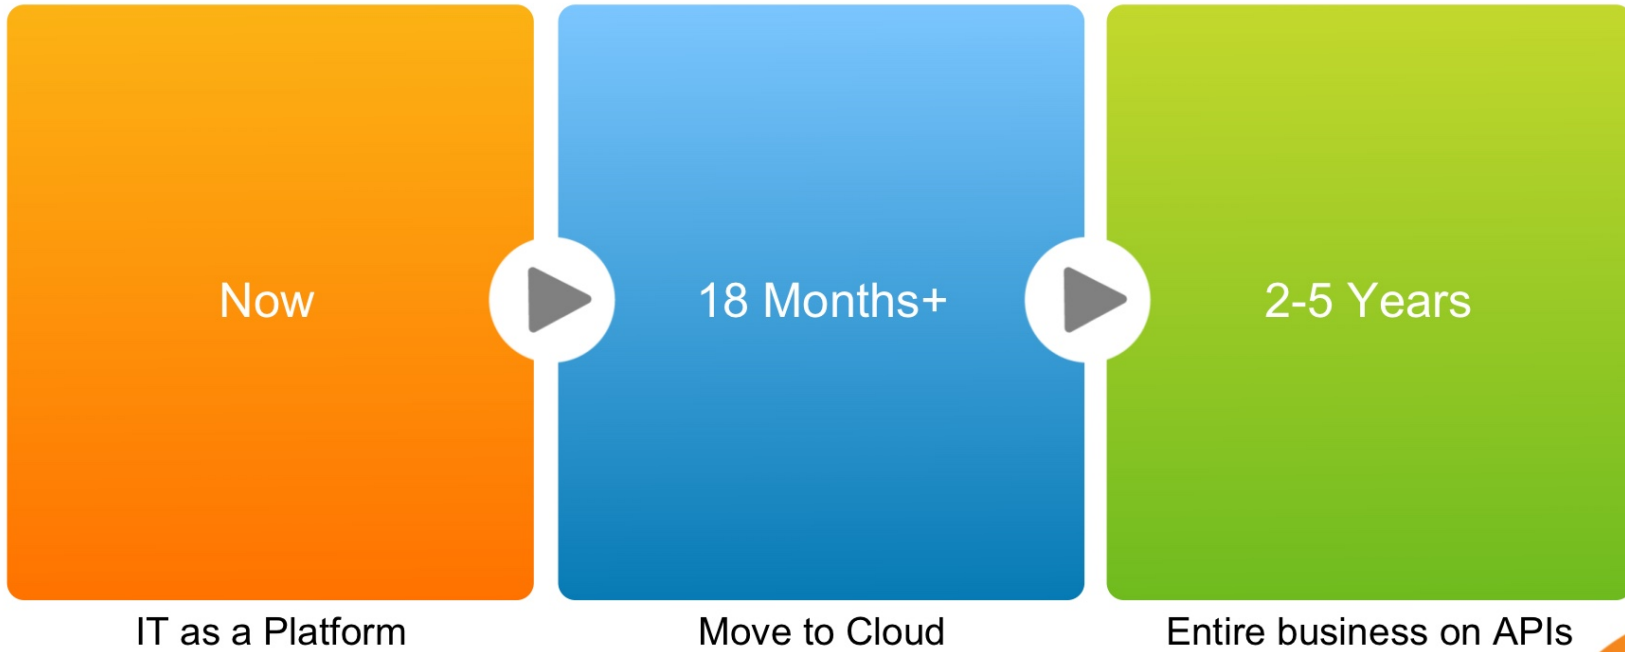 Now
18 Months+
2-5 Years
IT as a Platform
Move to Cloud
Entire business on APIs